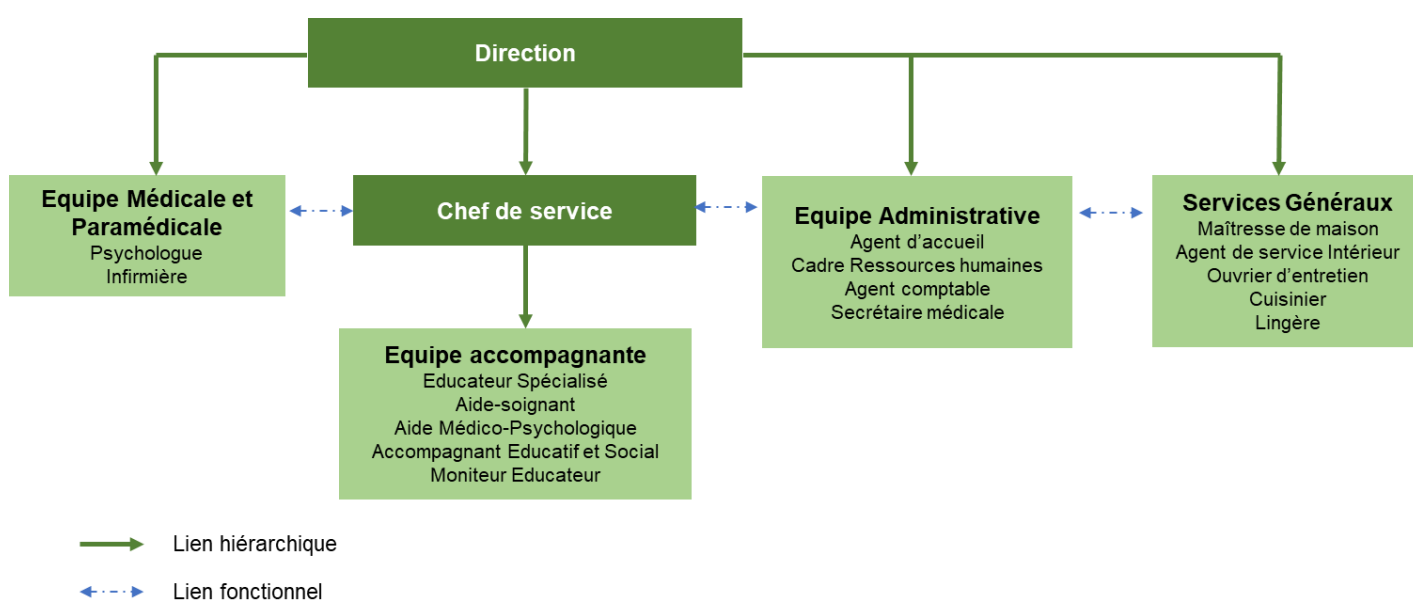 Direction
Equipe Médicale et
Paramédicale
Psychologue
Infirmière
Chef de service
Equipe Administrative
Agent d’accueil
Cadre Ressources humaines
Agent comptable
Secrétaire médicale
Services Généraux
Maîtresse de maison
Agent de service Intérieur
Ouvrier d’entretien
Cuisinier
Lingère
Equipe accompagnante
Educateur Spécialisé
Aide-soignant
Aide Médico-Psychologique
Accompagnant Educatif et Social
Moniteur Educateur
Lien hiérarchique
Lien fonctionnel